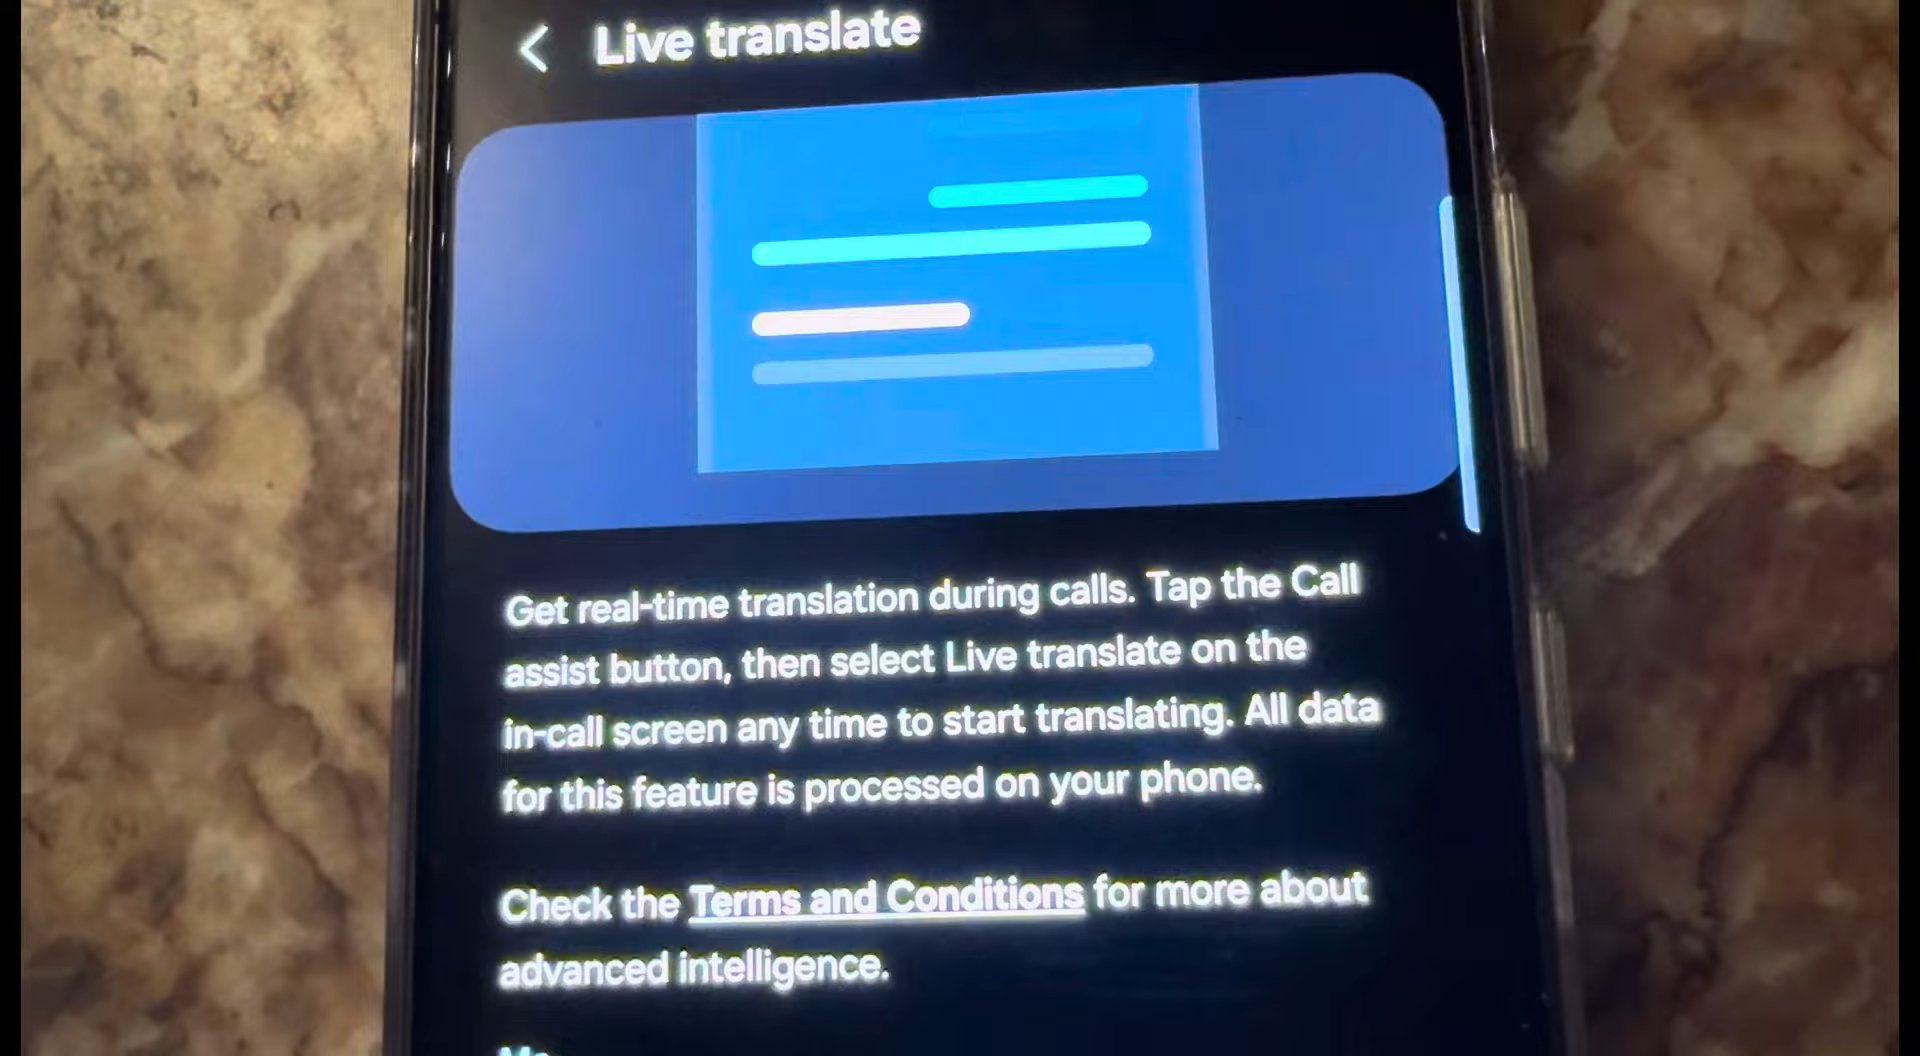 Live translate
Get real-time translation during calls. Tap the Call
assist button, then select Live translate on the
in-call screen any time to start translating. All data
for this feature is processed on your phone.
Check the Terms and Conditions for more about
advanced intelligence.